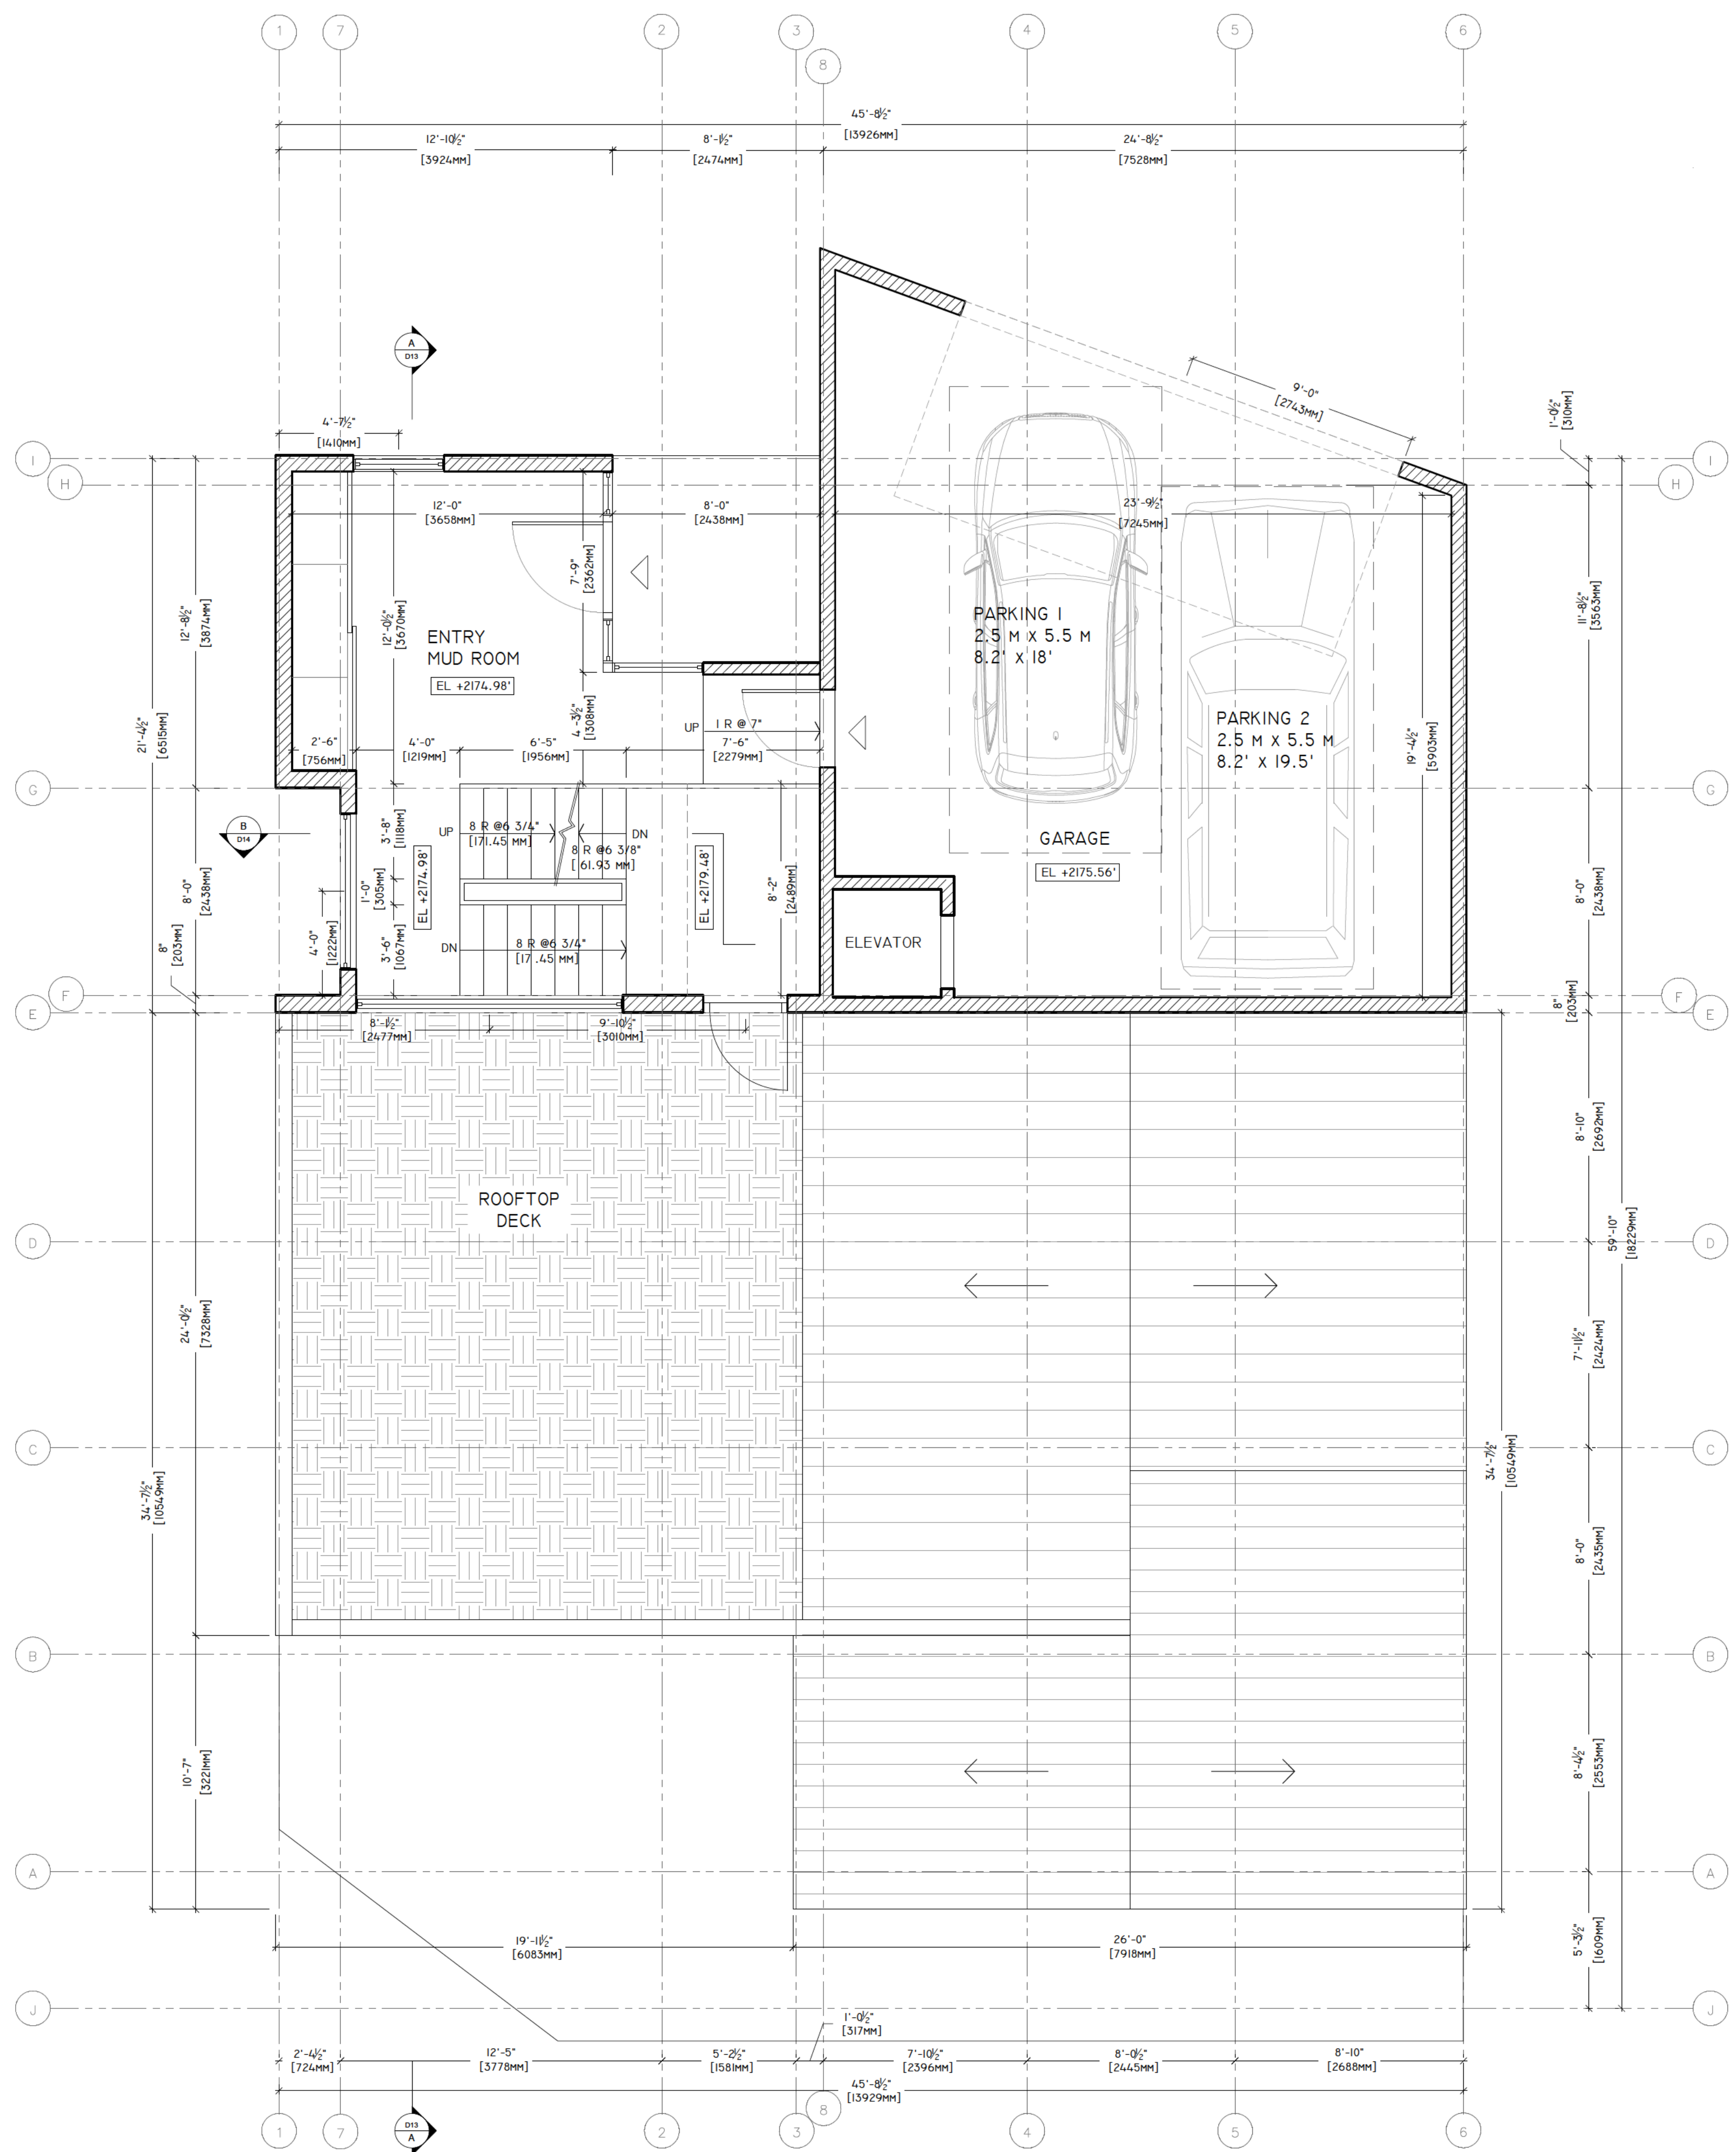 1 7 2 3 4 5 6
8
45'-8½"
[13926MM]
12'-10½"
[3924MM]
8'-1½"
[2474MM]
24'-8½"
[7528MM]
A
D13
9'-0"
[2743MM]
1'-0½"
[310MM]
4'-7½"
[1410MM]
I
I
H
H
12'-0"
[3658MM]
8'-0"
[2438MM]
23'-9½"
[7245MM]
7'-9"
[2362MM]
12'-8½"
[3874MM]
12'-0½"
[3670MM]
11'-8½"
[3563MM]
ENTRY
MUD ROOM
EL +2174.98'
PARKING 1
2.5 M X 5.5 M
8.2' X 18'
4'-3½"
[1308MM]
UP
1 R @ 7"
PARKING 2
2.5 M X 5.5 M
8.2' X 19.5'
21'-4½"
[6515MM]
2'-6"
[756MM]
4'-0"
[1219MM]
6'-5"
[1956MM]
7'-6"
[2279MM]
19'-4½"
[5903MM]
G
G
B
D14
3'-8"
[1118MM]
UP
8 R @6 3/4"
[171.45 MM]
DN
8 R @6 3/8"
[ 61.93 MM]
GARAGE
EL +2175.56'
EL +2174.98'
EL +2179.48'
8'-2"
[2489MM]
8'-0"
[2438MM]
1'-0"
[305MM]
8'-0"
[2438MM]
4'-0"
[1222MM]
3'-6"
[1067MM]
DN
8 R @6 3/4"
[17 .45 MM]
ELEVATOR
8"
[203MM]
F
F
E
E
8"
[203MM]
8'-1½"
[2477MM]
9'-10½"
[3010MM]
8'-10"
[2692MM]
ROOFTOP
DECK
D
D
59'-10"
[18229MM]
24'-0½"
[7328MM]
7'-11½"
[2424MM]
C
C
34'-7½"
[10549MM]
34'-7½"
[10549MM]
8'-0"
[2435MM]
B
B
10'-7"
[3221MM]
8'-4½"
[2553MM]
A
A
19'-11½"
[6083MM]
26'-0"
[7918MM]
5'-3½"
[1609MM]
J
J
1'-0½"
[317MM]
2'-4½"
[724MM]
12'-5"
[3778MM]
5'-2½"
[1581MM]
7'-10½"
[2396MM]
8'-0½"
[2445MM]
8'-10"
[2688MM]
45'-8½"
[13929MM]
8
1 7 2 3 4 5 6
D13
A